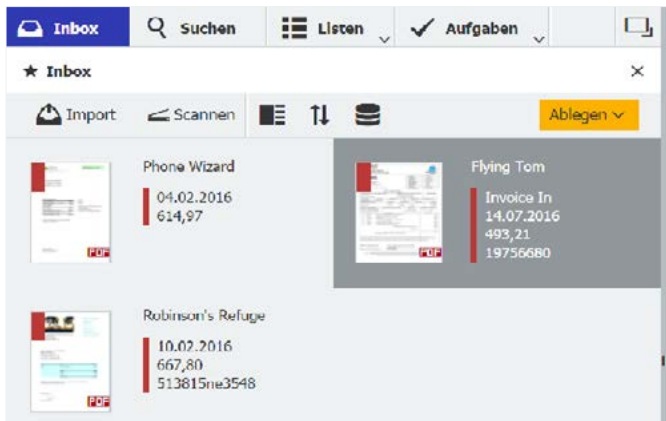 Inbox Suchen Listen Aufgaben
Inbox
Import Scannen Ablegen
Phone Wizard
04.02.2016
614,97
PDF
Flying Tom
Invoice In
14.07.2016
493,21
19756680
PDF
Robinson's Refuge
10.02.2016
667,80
513815ne3548
PDF